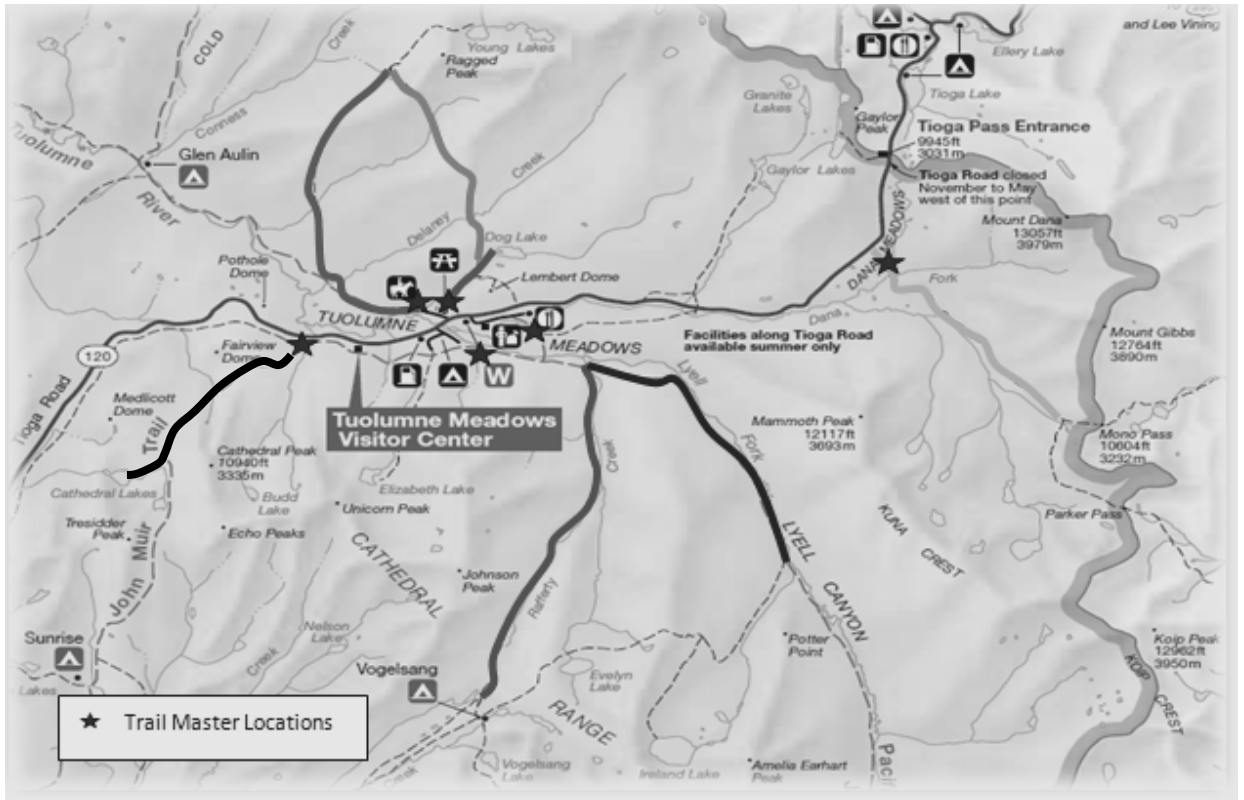 and Lee Vining
Young Lakes
Ragged
Peak
COLD
Creek
Conness
Tuolumne
Glen Aulin
River
Ellery Lake
Tioga Lake
Granite
Lakes
Gaylor
Peak
Tioga Pass Entrance
9945ft
3031m
Gaylor Lakes
Tioga Road closed
November to May
west of this point
Mount Dana
13057ft
3979m
DANA MEADOWS
Creek
Delaney
Dog Lake
Lembert Dome
Pothole
Dome
Fork
Dana
TUOLUMNE
MEADOWS
Facilities along Tioga Road
available summer only
Mount Gibbs
12764ft
3890m
120
Tioga Road
Fairview
Dome
W
Tuolumne Meadows
Visitor Center
Lyell
Fork
Medlicott
Dome
Trail
Cathedral Peak
10940ft
3335m
Mammoth Peak
12117ft
3693m
Mono Pass
10604ft
3232m
Cathedral Lakes
Budd
Lake
Elizabeth Lake
Creek
Unicorn Peak
Tresidder
Peak
Echo Peaks
Parker Pass
KUNA
CREST
John Muir
CATHEDRAL
RANGE
Johnson
Peak
Rafferty
LYELL
CANYON
Nelson
Lake
Creek
Sunrise
Lakes
Potter
Point
Koip Peak
12962ft
3950m
KOIP CREST
Vogelsang
Evelyn
Lake
Trail Master Locations
Vogelsang
Lake
Creek
Ireland Lake
Amelia Earhart
Peak
Pacif